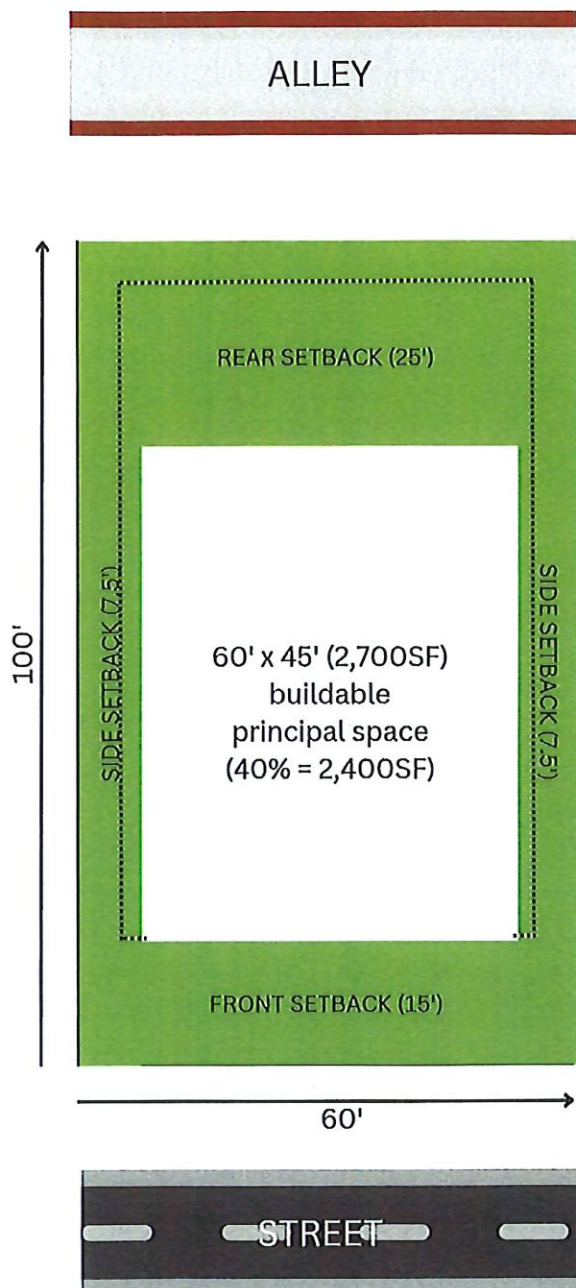 ALLEY
REAR SETBACK (25')
100'
SIDE SETBACK (7.5')
60' x 45' (2,700SF)
buildable
principal space
(40% = 2,400SF)
SIDE SETBACK (7.5')
FRONT SETBACK (15')
60'
STREET